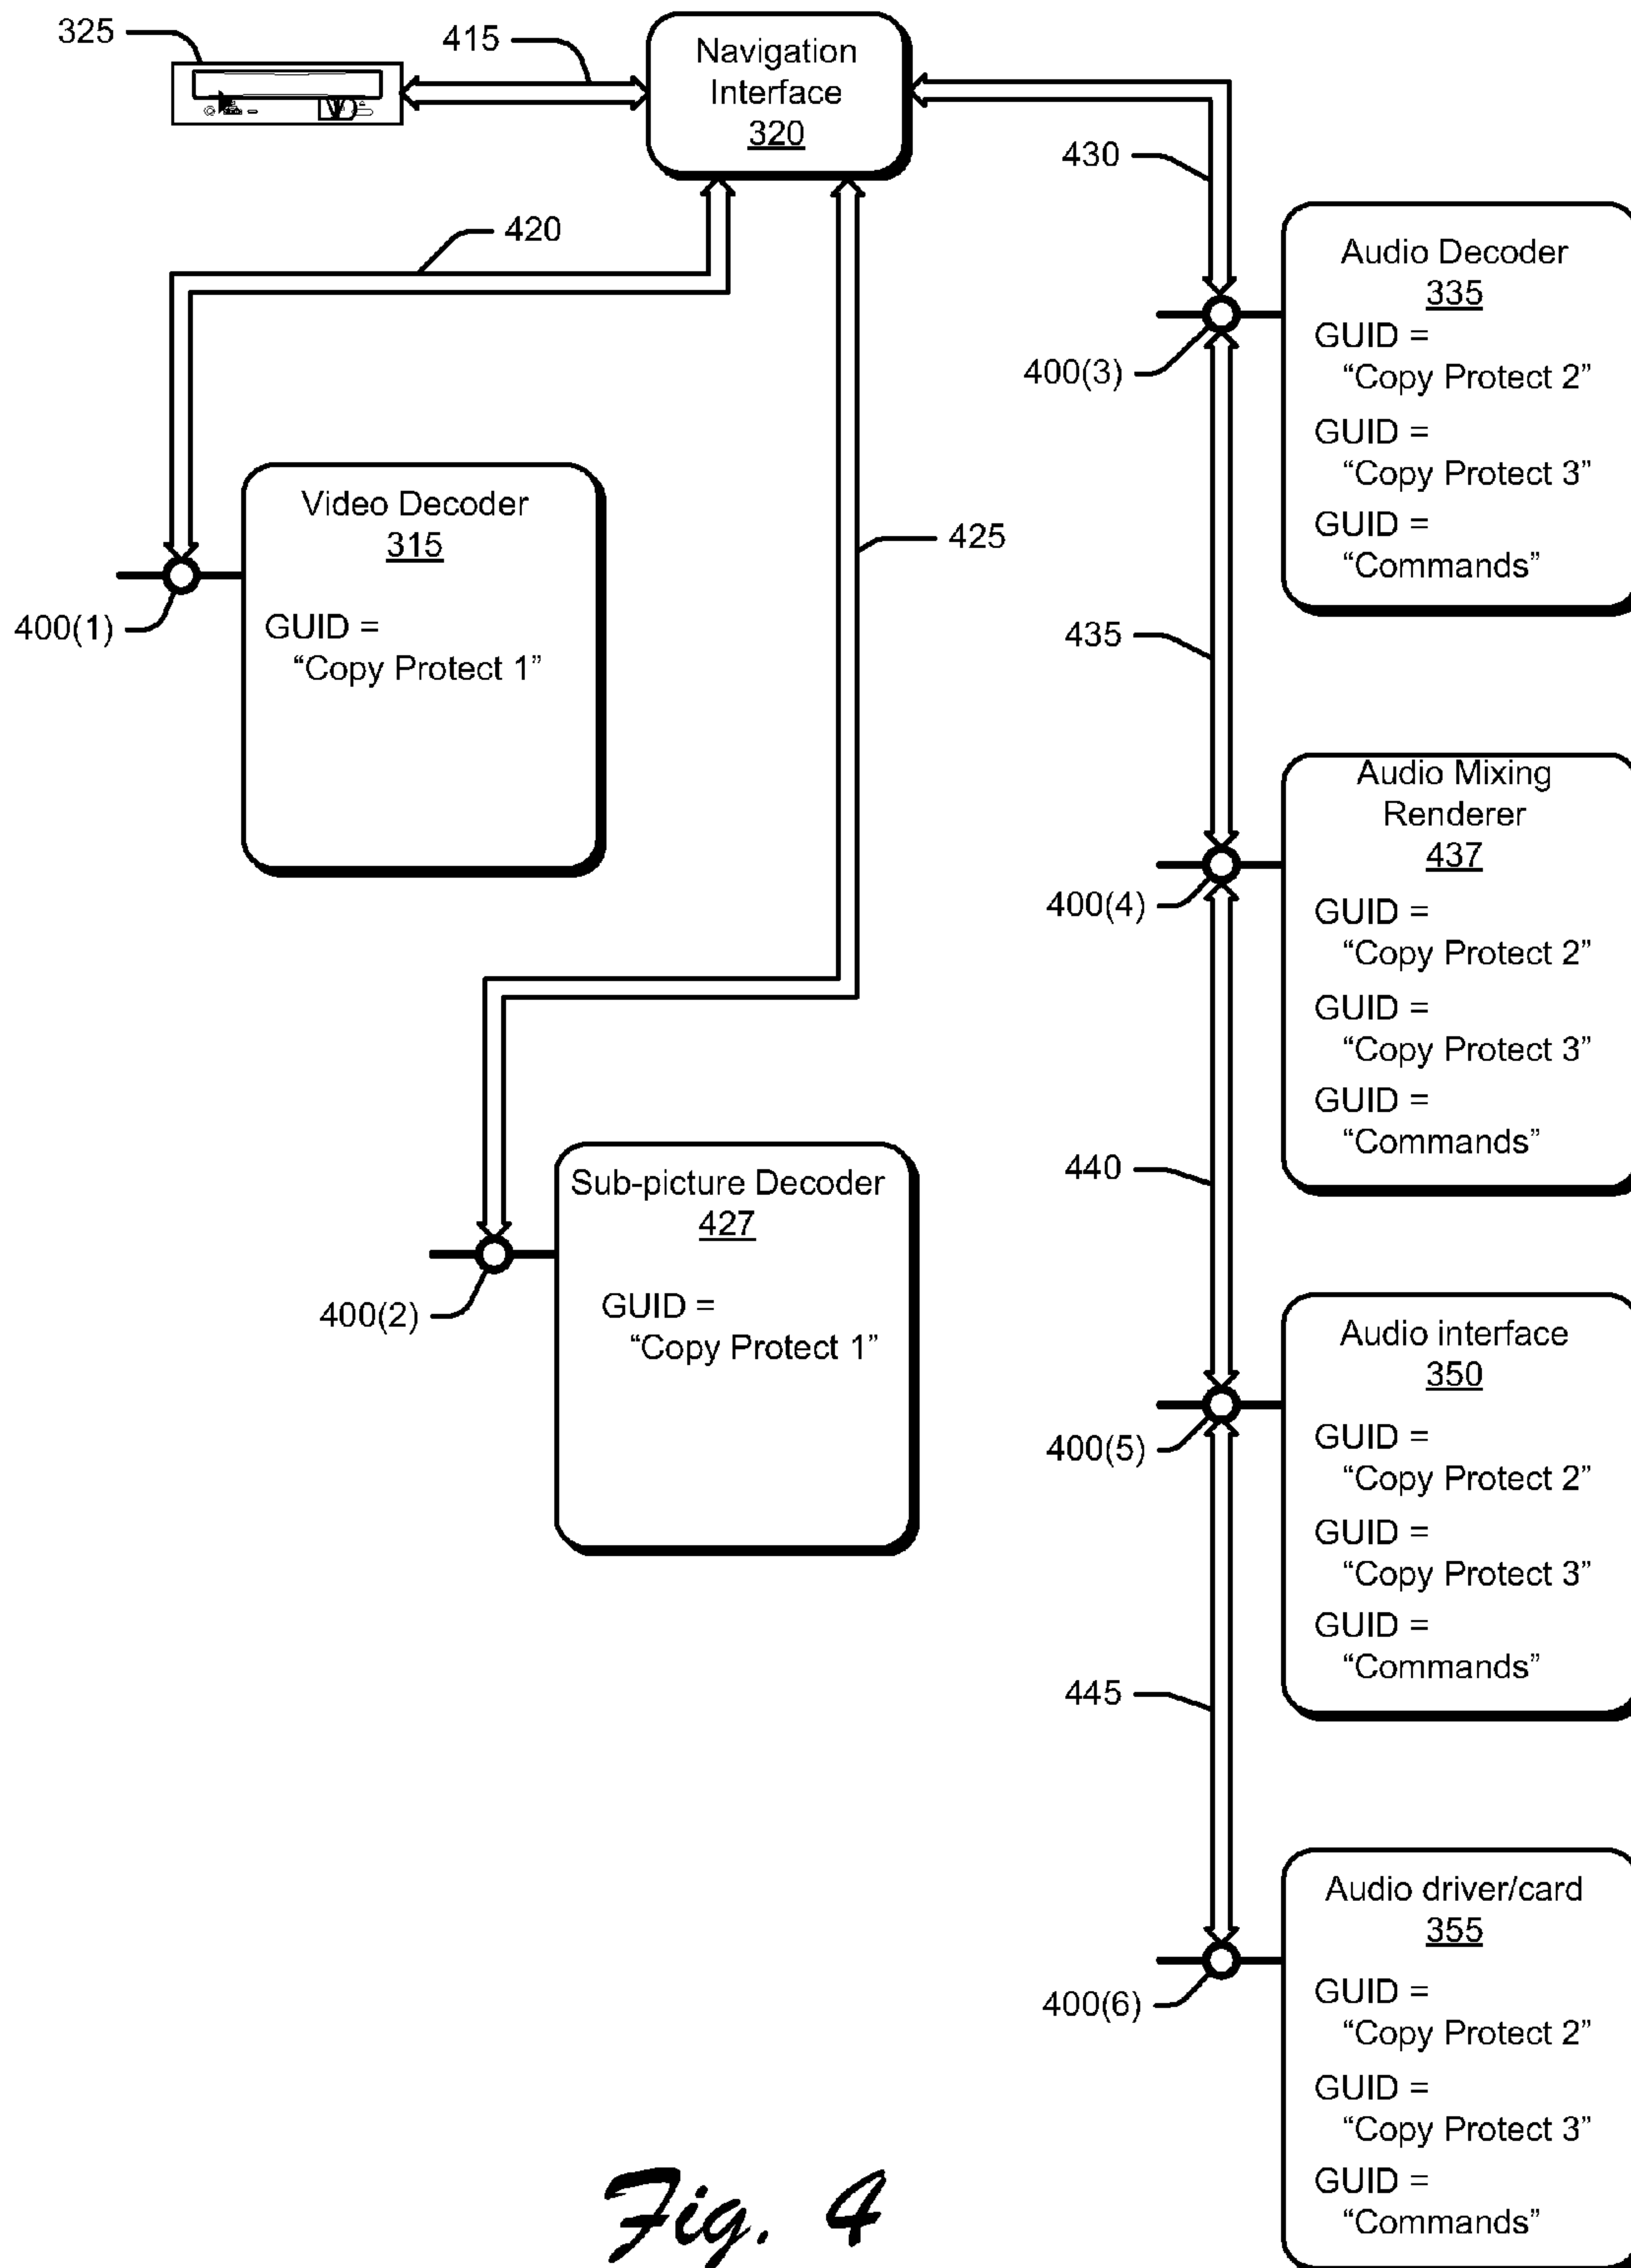 325
415
Navigation
Interface
320
430
420
Audio Decoder
335
GUID =
“Copy Protect 2”
GUID =
“Copy Protect 3”
GUID =
“Commands”
400(3)
Video Decoder
315
GUID =
“Copy Protect 1”
400(1)
425
435
Audio Mixing
Renderer
437
GUID =
“Copy Protect 2”
GUID =
“Copy Protect 3”
GUID =
“Commands”
400(4)
440
Sub-picture Decoder
427
GUID =
“Copy Protect 1”
400(2)
Audio interface
350
GUID =
“Copy Protect 2”
GUID =
“Copy Protect 3”
GUID =
“Commands”
400(5)
445
Audio driver/card
355
GUID =
“Copy Protect 2”
GUID =
“Copy Protect 3”
GUID =
“Commands”
400(6)
Fig. 4